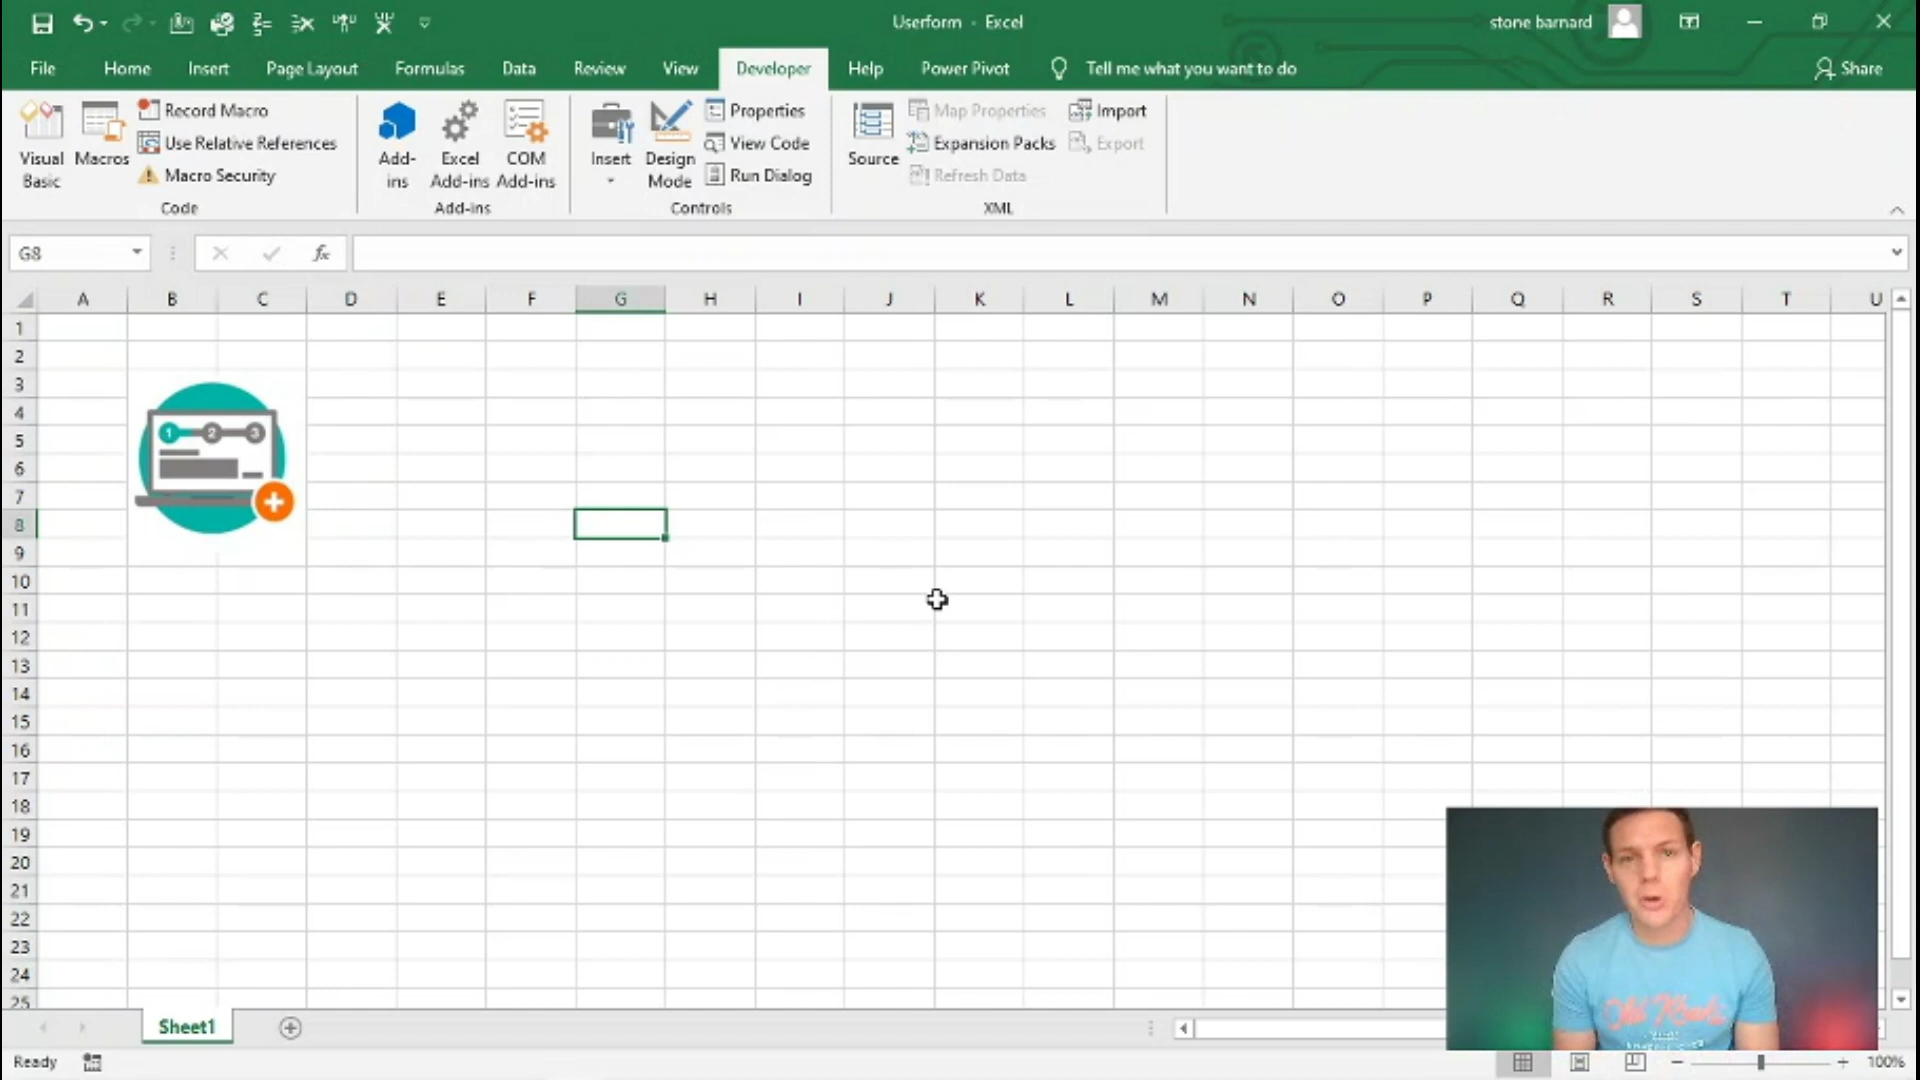 Userform - Excel
stone barnard
File Home Insert Page Layout Formulas Data Review View Developer Help Power Pivot Tell me what you want to do Share
Visual Basic
Macros
Record Macro
Use Relative References
Macro Security
Code
Add-ins
Excel Add-ins
COM Add-ins
Add-ins
Insert
Design Mode
Properties
View Code
Run Dialog
Controls
Source
Map Properties
Expansion Packs
Refresh Data
Import
Export
XML
G8
fx
A B C D E F G H I J K L M N O P Q R S T U
1
2
3
4
5
6
7
8
9
10
11
12
13
14
15
16
17
18
19
20
21
22
23
24
25
1 2 3
Sheet1
Ready
100%